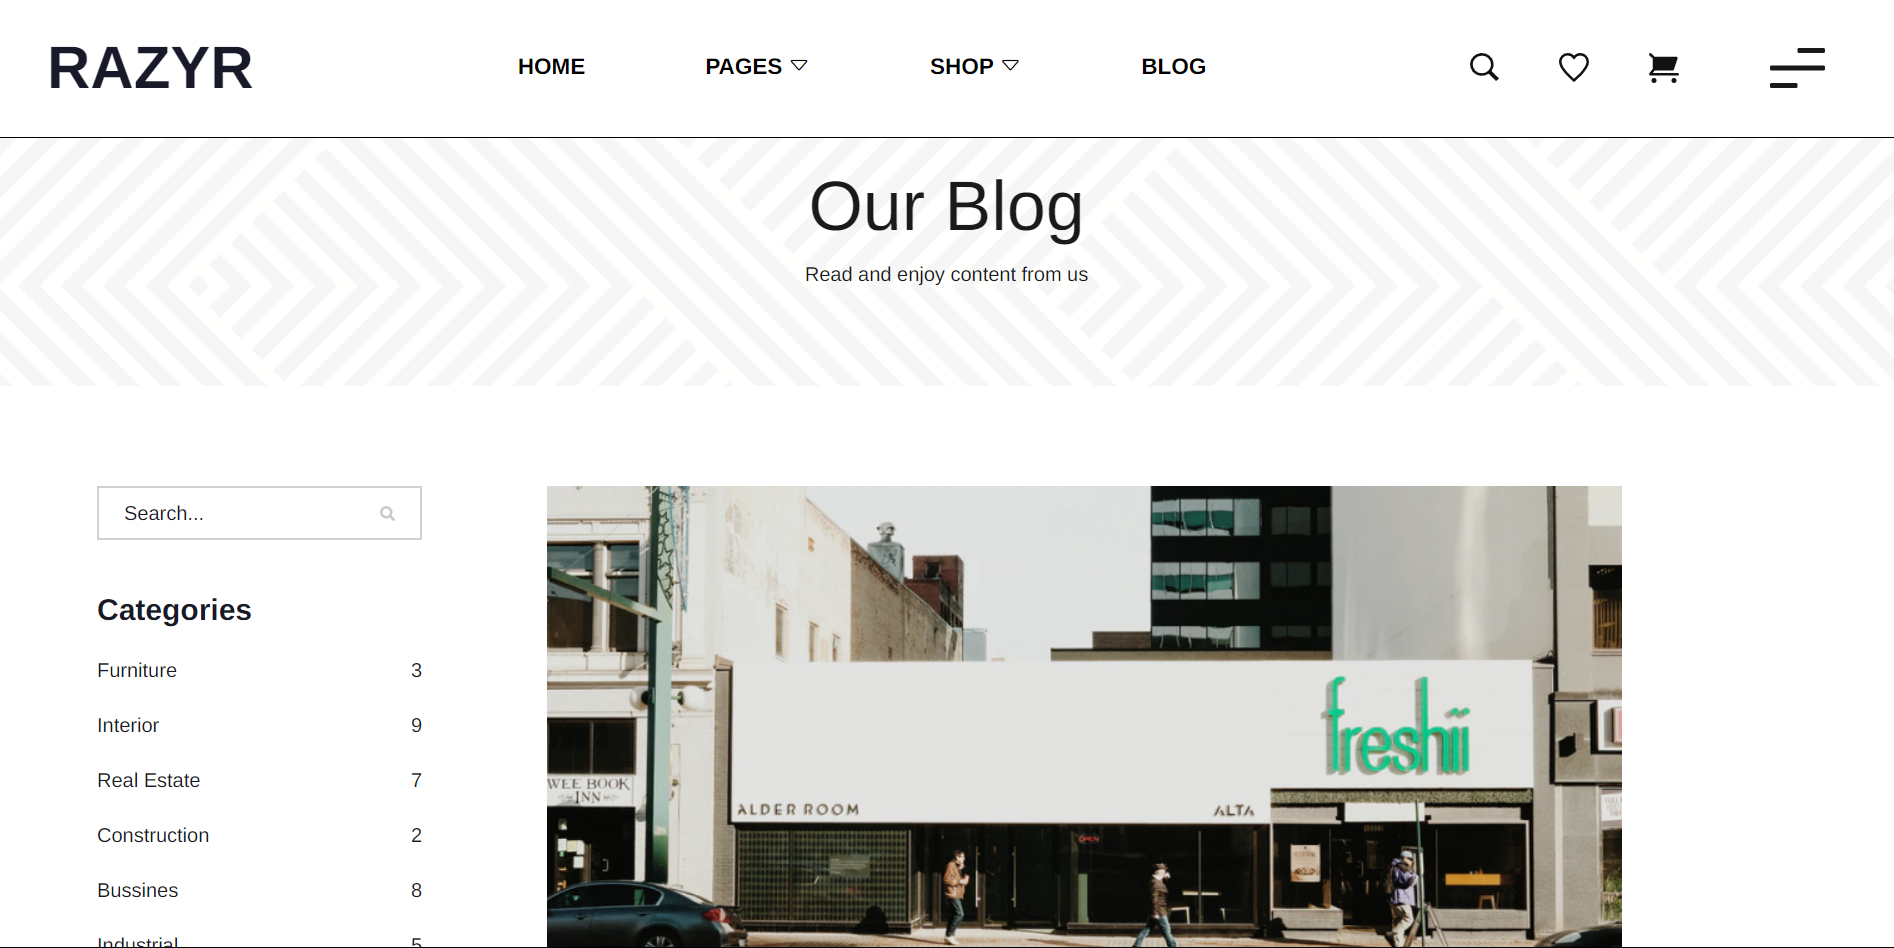 RAZYR
HOME
PAGES
SHOP
BLOG
Our Blog
Read and enjoy content from us
Search...
Categories
Furniture 3
Interior 9
Real Estate 7
Construction 2
Bussines 8
Industrial 5
freshii
WEE BOOK
INN
ALDER ROOM
ALTA
OPEN